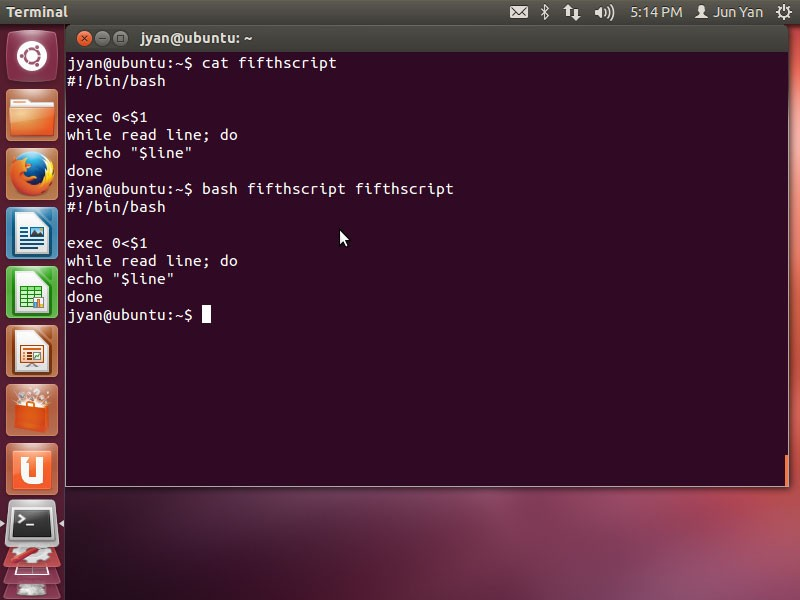 Terminal
5:14 PM Jun Yan
jyan@ubuntu: ~
jyan@ubuntu:~$ cat fifthscript
#!/bin/bash
exec 0<$1
while read line; do
  echo "$line"
done
jyan@ubuntu:~$ bash fifthscript fifthscript
#!/bin/bash
exec 0<$1
while read line; do
echo "$line"
done
jyan@ubuntu:~$